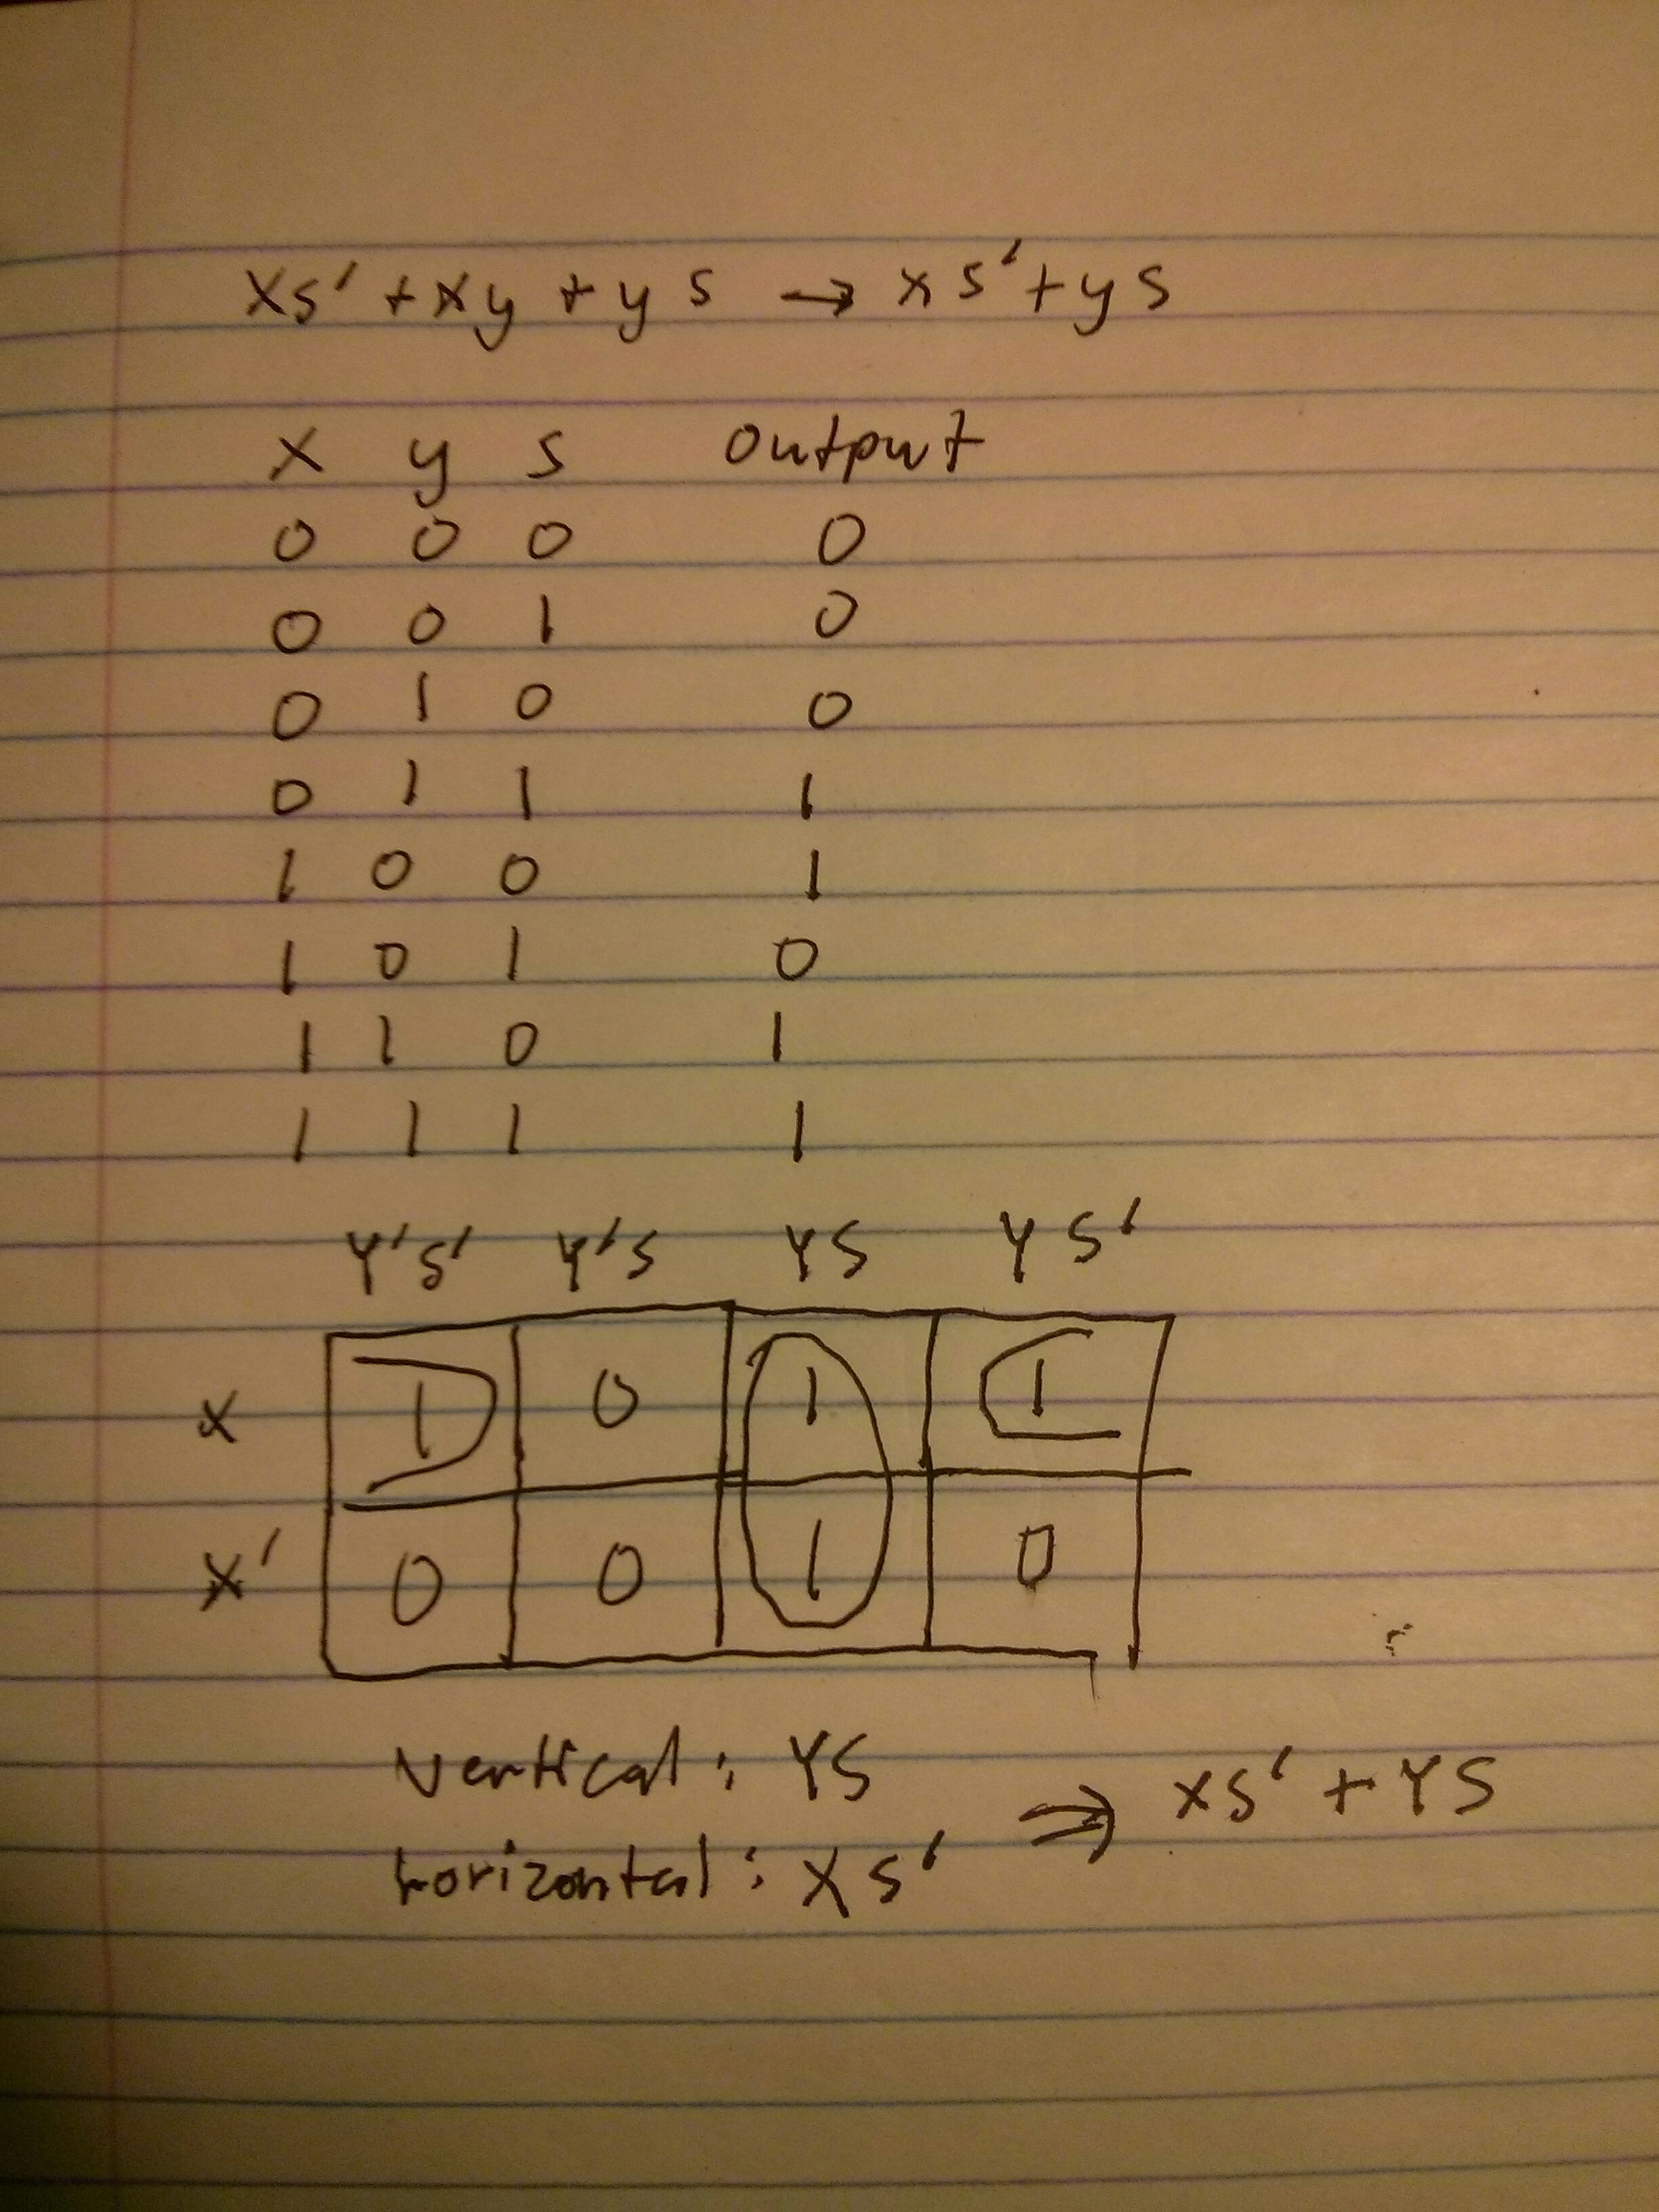 xs' + xy + ys → xs' + ys
x y s output
0 0 0 0
0 0 1 0
0 1 0 0
0 1 1 1
1 0 0 1
1 0 1 0
1 1 0 1
1 1 1 1
Y'S' Y'S YS YS'
x 1 0 1 1
x' 0 0 1 0
vertical: YS
horizontal: XS' ⇒ XS' + YS